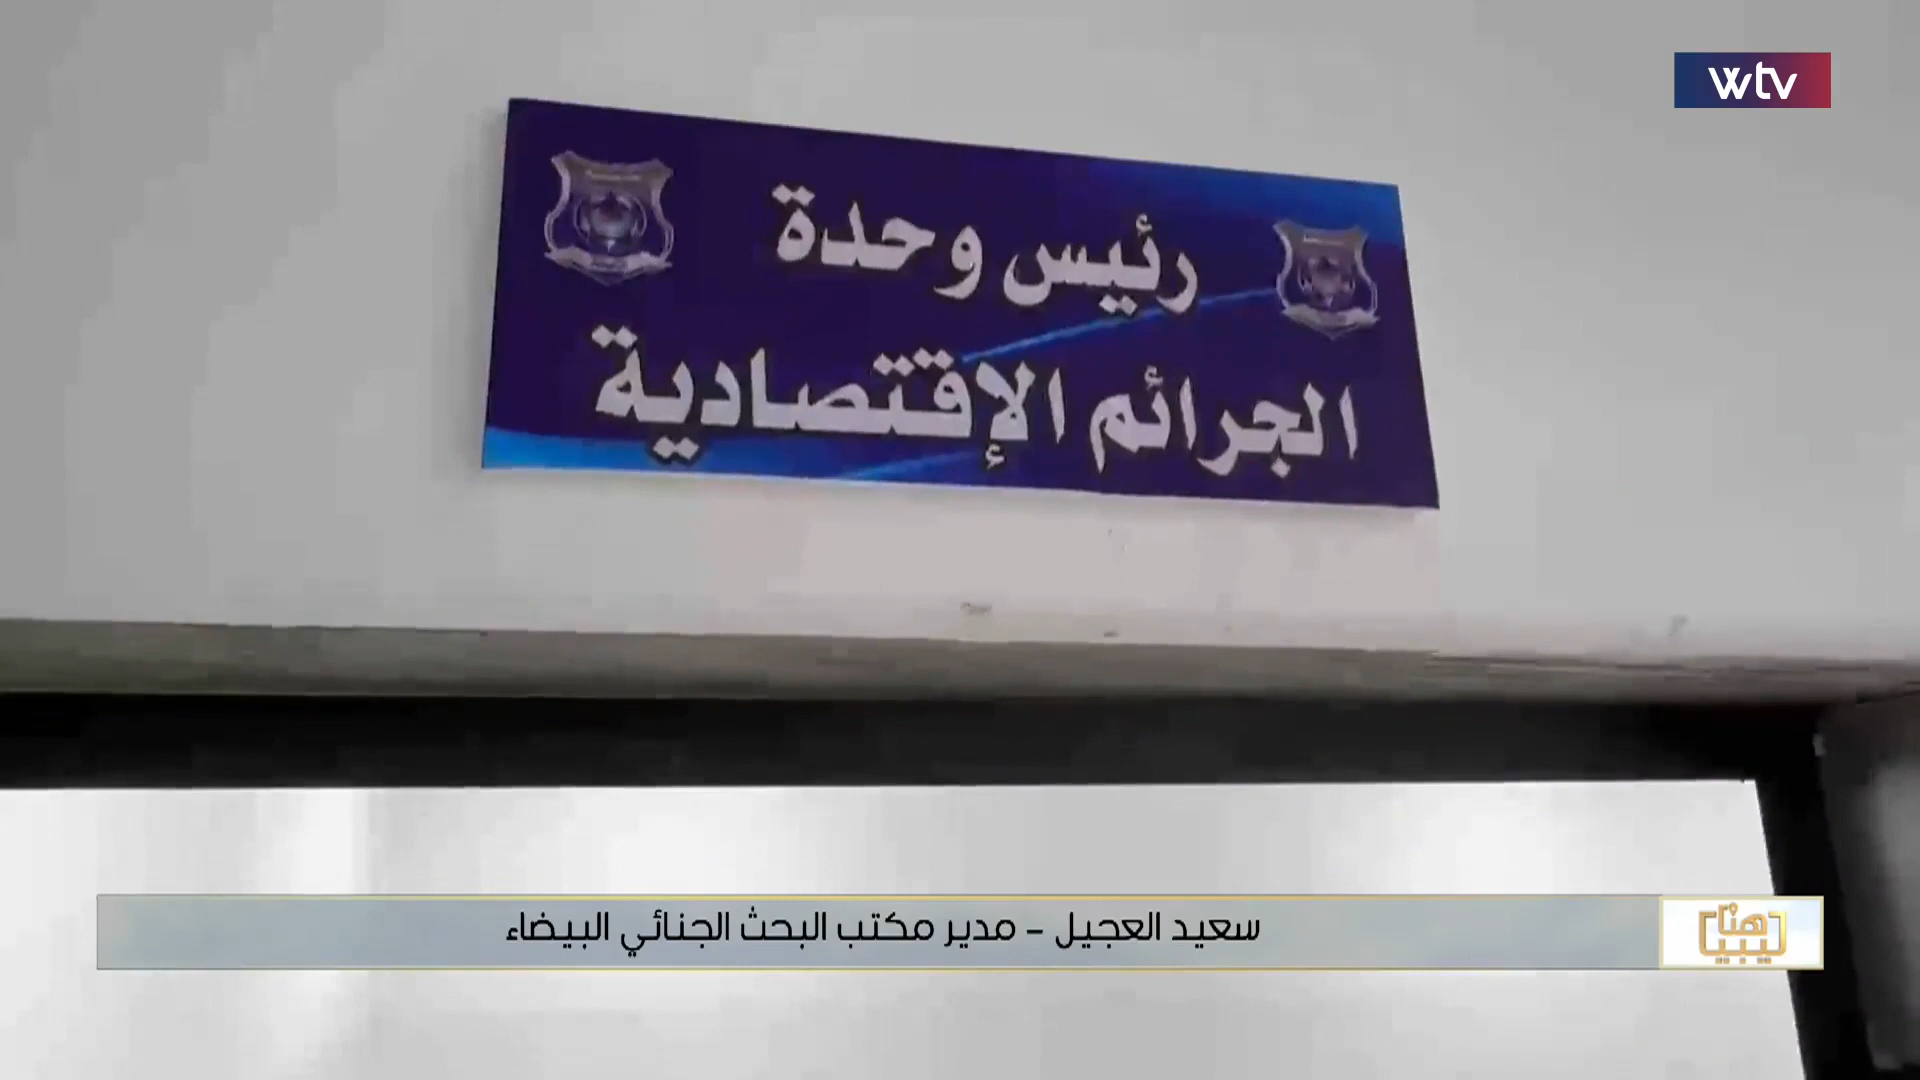 wtv
رئيس وحدة
الجرائم الإقتصادية
سعيد العجيل - مدير مكتب البحث الجنائي البيضاء
هنا
ليبيا